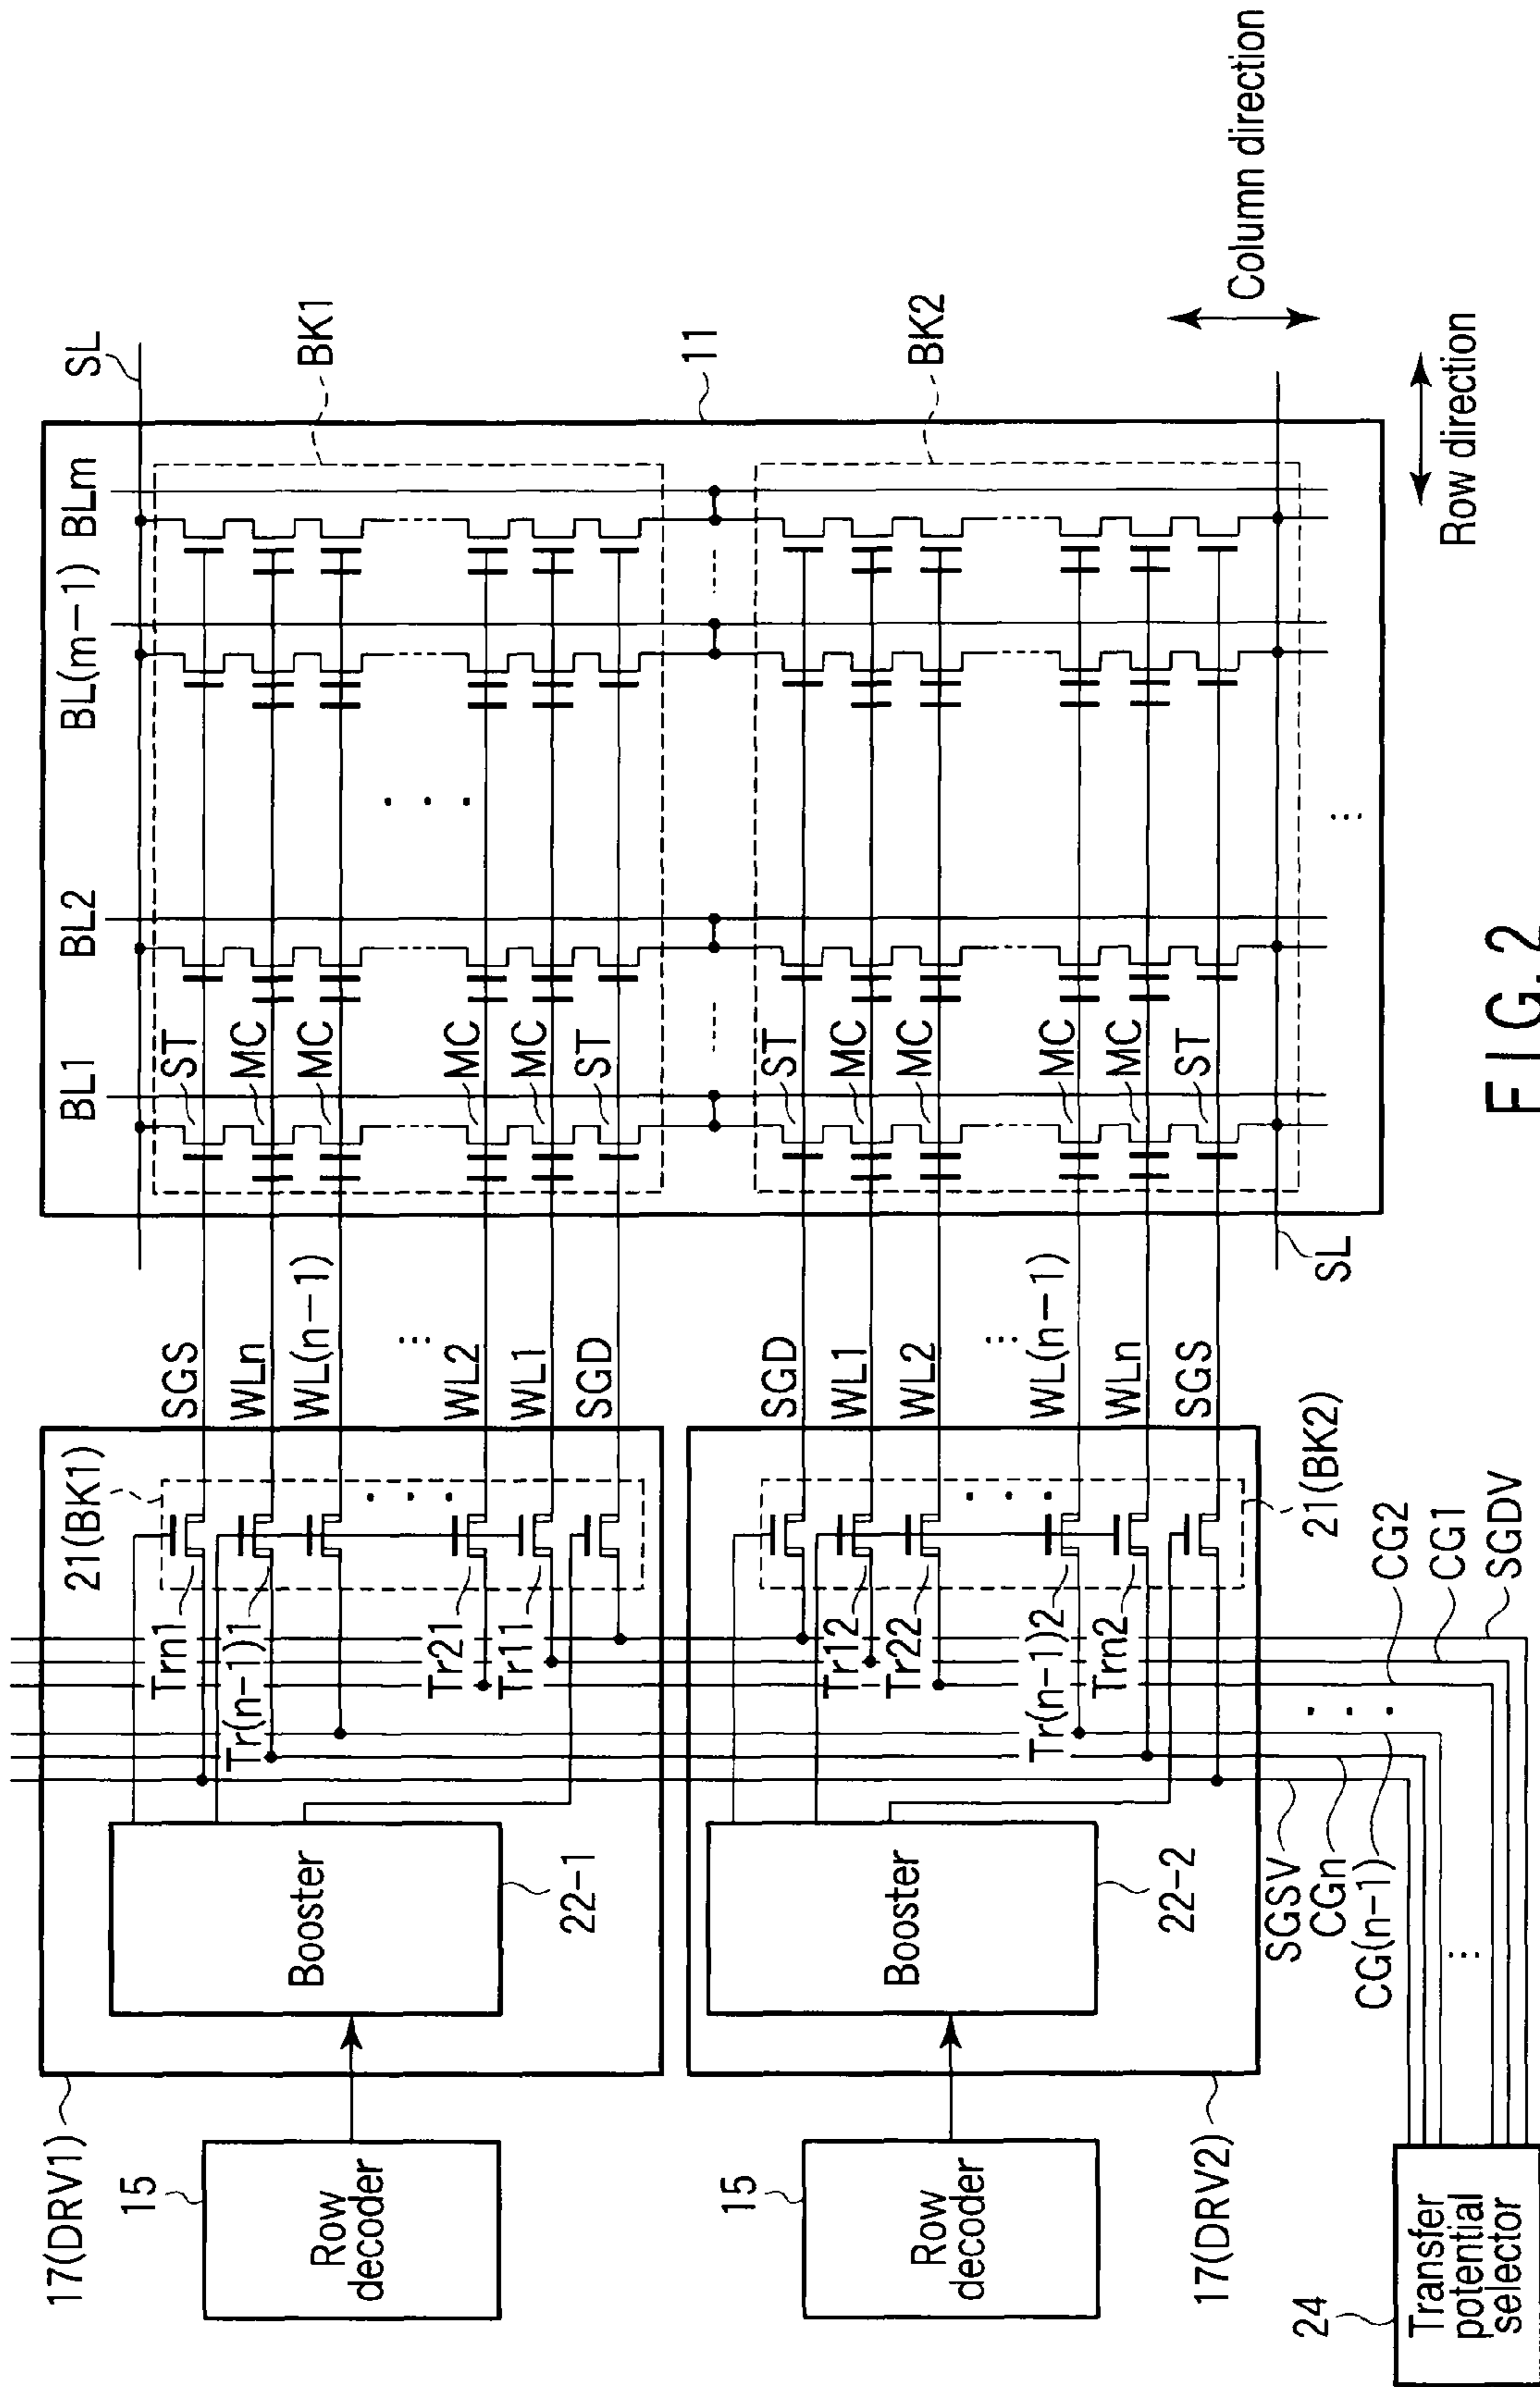 17(DRV1)
15
Row
decoder
Booster
22-1
21(BK1)
Trn1
Tr(n-1)1
Tr21
Tr11
SGS
WLn
WL(n-1)
⋮
WL2
WL1
SGD
BL1
BL2
BL(m-1)
BLm
SL
ST
MC
MC
MC
MC
ST
BK1
11
17(DRV2)
15
Row
decoder
Booster
22-2
21(BK2)
Tr12
Tr22
Tr(n-1)2
Trn2
SGD
WL1
WL2
⋮
WL(n-1)
WLn
SGS
SL
ST
MC
MC
MC
MC
ST
BK2
24
Transfer
potential
selector
SGSV
CGn
CG(n-1)
⋮
CG2
CG1
SGDV
Column direction
Row direction
FIG. 2